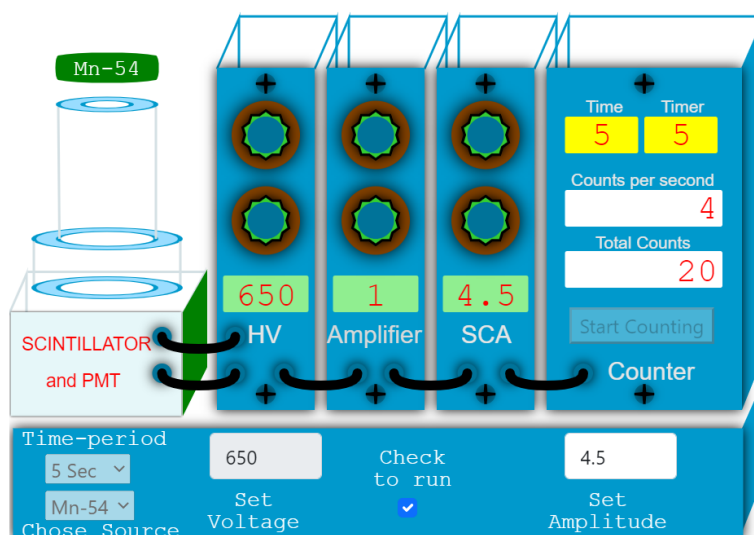 Mn-54
Time Timer
5 5
Counts per second
4
Total Counts
20
650 1 4.5
Start Counting
HV Amplifier SCA
SCINTILLATOR
and PMT
Counter
Time-period
5 Sec
Mn-54
Chose Source
650
Set
Voltage
Check
to run
4.5
Set
Amplitude